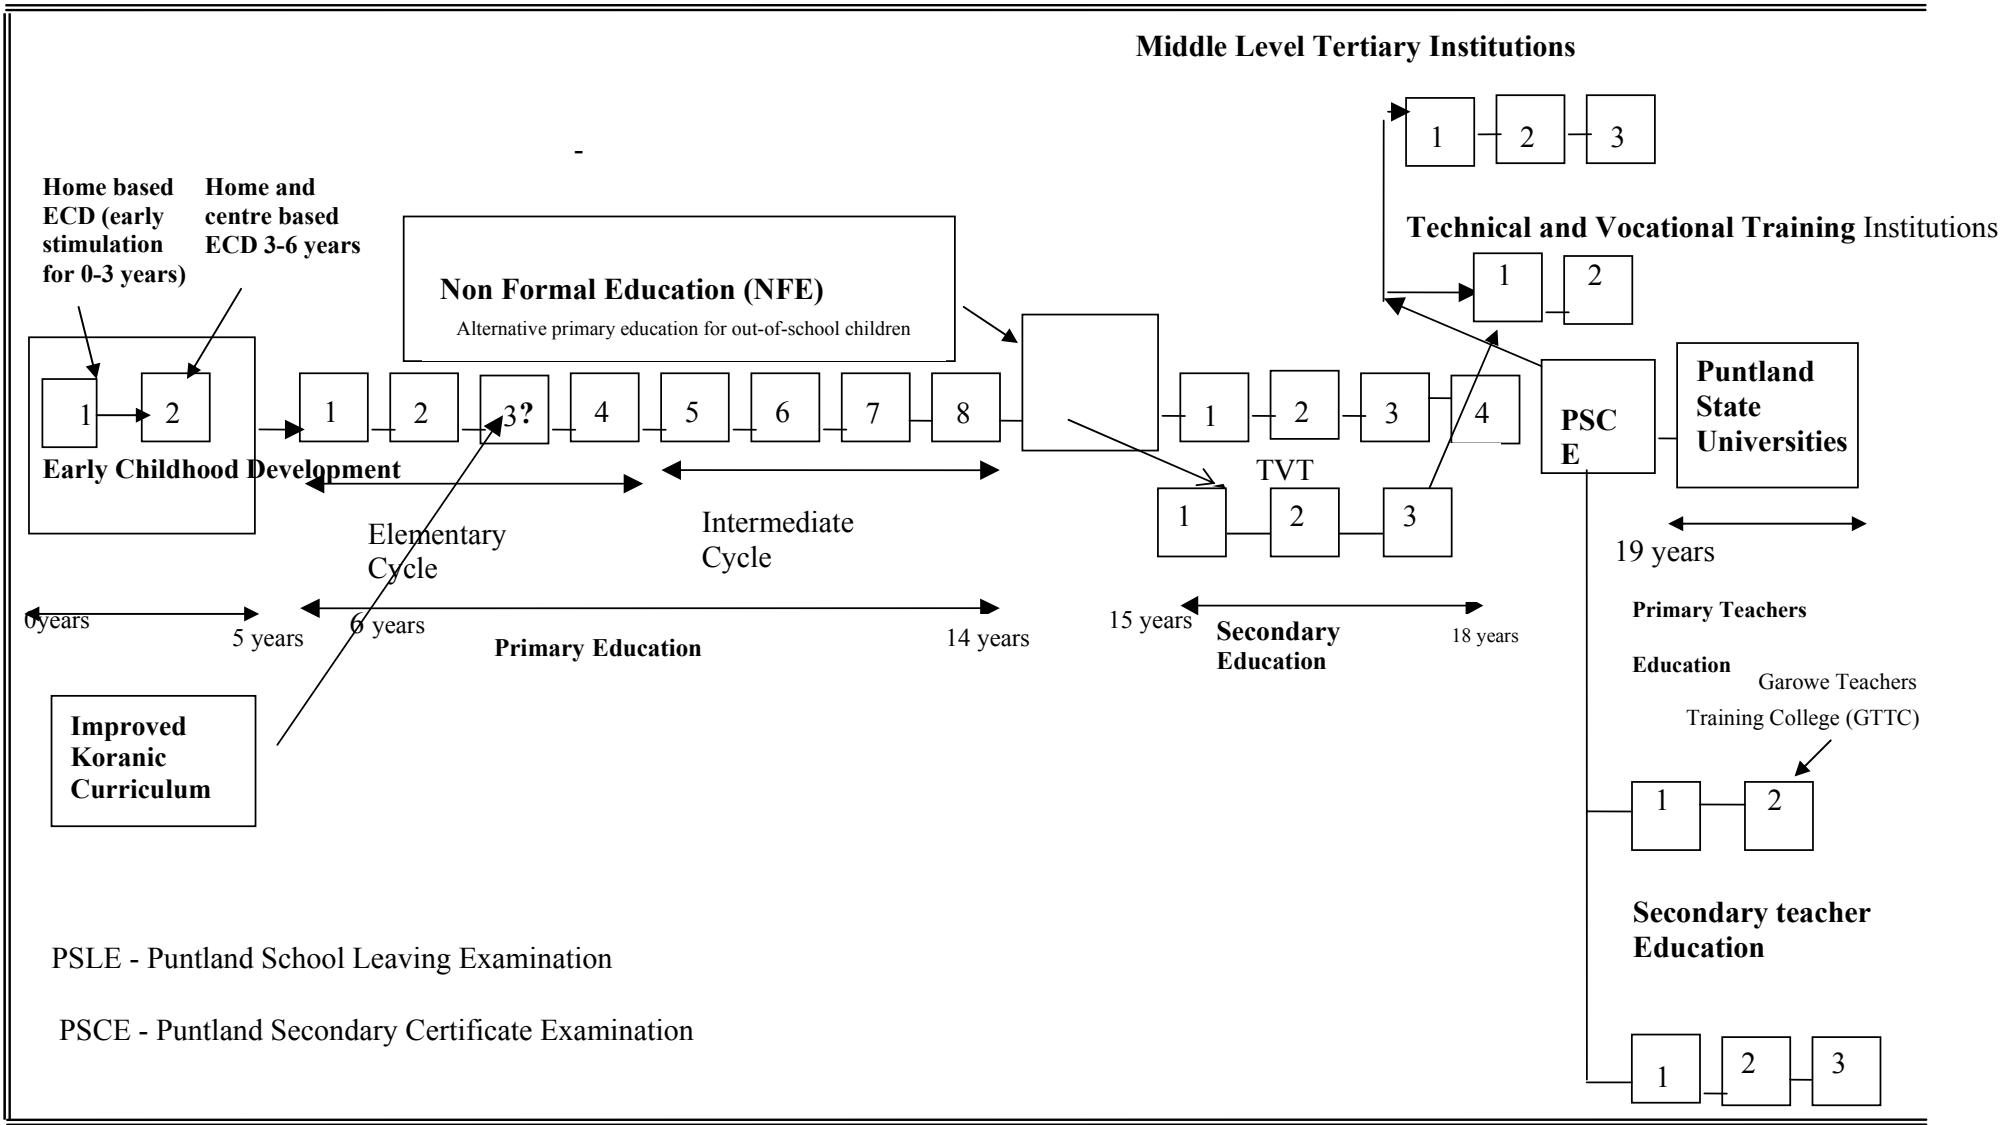 Middle Level Tertiary Institutions
1 2 3
-
Home based
ECD (early
stimulation
for 0-3 years)
Home and
centre based
ECD 3-6 years
Technical and Vocational Training Institutions
1 2
Non Formal Education (NFE)
Alternative primary education for out-of-school children
1 2
1 2 3? 4 5 6 7 8
1 2 3 4
PSC
E
Puntland
State
Universities
Early Childhood Development
TVT
1 2 3
Elementary
Cycle
Intermediate
Cycle
19 years
0years
5 years
6 years
Primary Education
14 years
15 years
Secondary
Education
18 years
Primary Teachers
Education
Garowe Teachers
Training College (GTTC)
Improved
Koranic
Curriculum
1 2
Secondary teacher
Education
PSLE - Puntland School Leaving Examination
PSCE - Puntland Secondary Certificate Examination
1 2 3